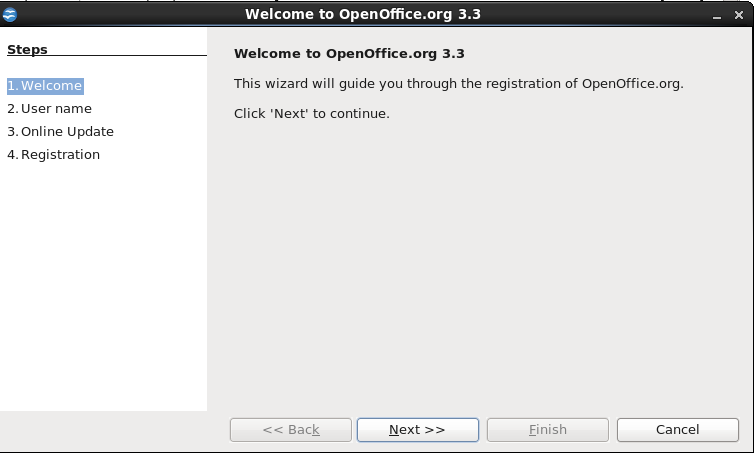 Welcome to OpenOffice.org 3.3
Steps
1. Welcome
2. User name
3. Online Update
4. Registration
Welcome to OpenOffice.org 3.3
This wizard will guide you through the registration of OpenOffice.org.
Click 'Next' to continue.
<< Back
Next >>
Finish
Cancel